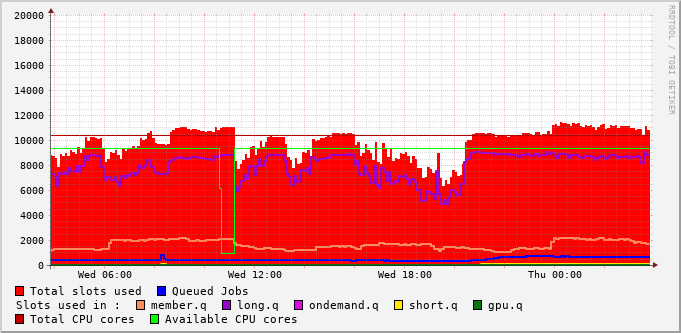 20000
18000
16000
14000
12000
10000
8000
6000
4000
2000
0
Wed 06:00 Wed 12:00 Wed 18:00 Thu 00:00
RRDTOOL / TOBI OETIKER
Total slots used Queued Jobs
Slots used in : member.q long.q ondemand.q short.q gpu.q
Total CPU cores Available CPU cores